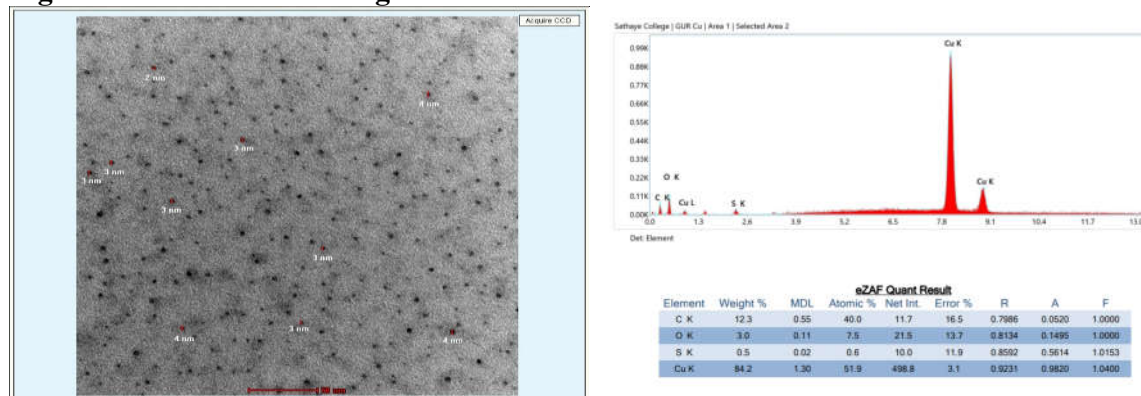 Acquire CCD
2 nm
4 nm
3 nm
3 nm
3 nm
3 nm
3 nm
3 nm
4 nm
4 nm
Sathaye College | GUR Cu | Area 1 | Selected Area 2
0.99K
0.88K
0.77K
0.66K
0.55K
0.44K
0.33K
0.22K
0.11K
0.00K
Cu K
Cu K
O K
C K
Cu L
S K
0.0 1.3 2.6 3.9 5.2 6.5 7.8 9.1 10.4 11.7 13.0
Det: Element
eZAF Quant Result
Element Weight % MDL Atomic % Net Int. Error % R A F
C K 12.3 0.55 40.0 11.7 16.5 0.7986 0.0520 1.0000
O K 3.0 0.11 7.5 21.5 13.7 0.8134 0.1495 1.0000
S K 0.5 0.02 0.6 10.0 11.9 0.8592 0.5614 1.0153
Cu K 84.2 1.30 51.9 498.8 3.1 0.9231 0.9820 1.0400